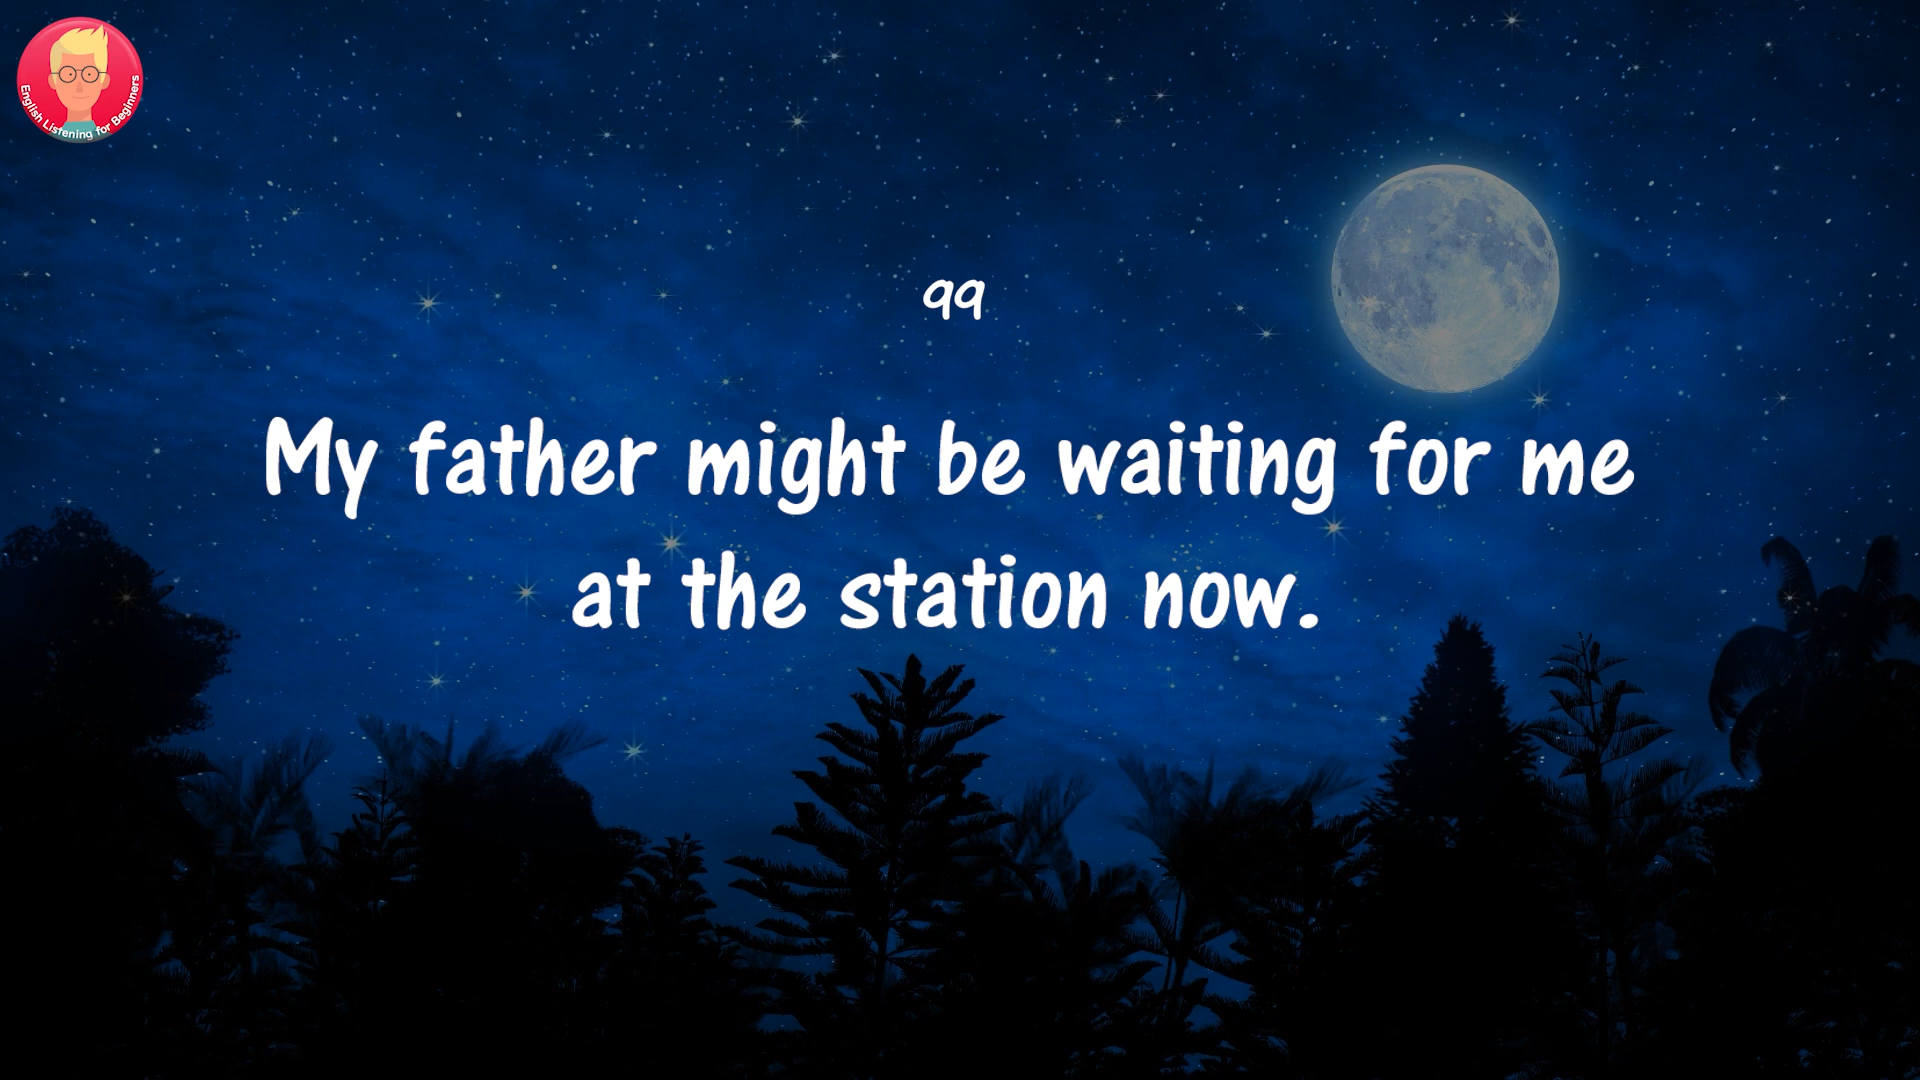 English Listening for Beginners
99
My father might be waiting for me
at the station now.